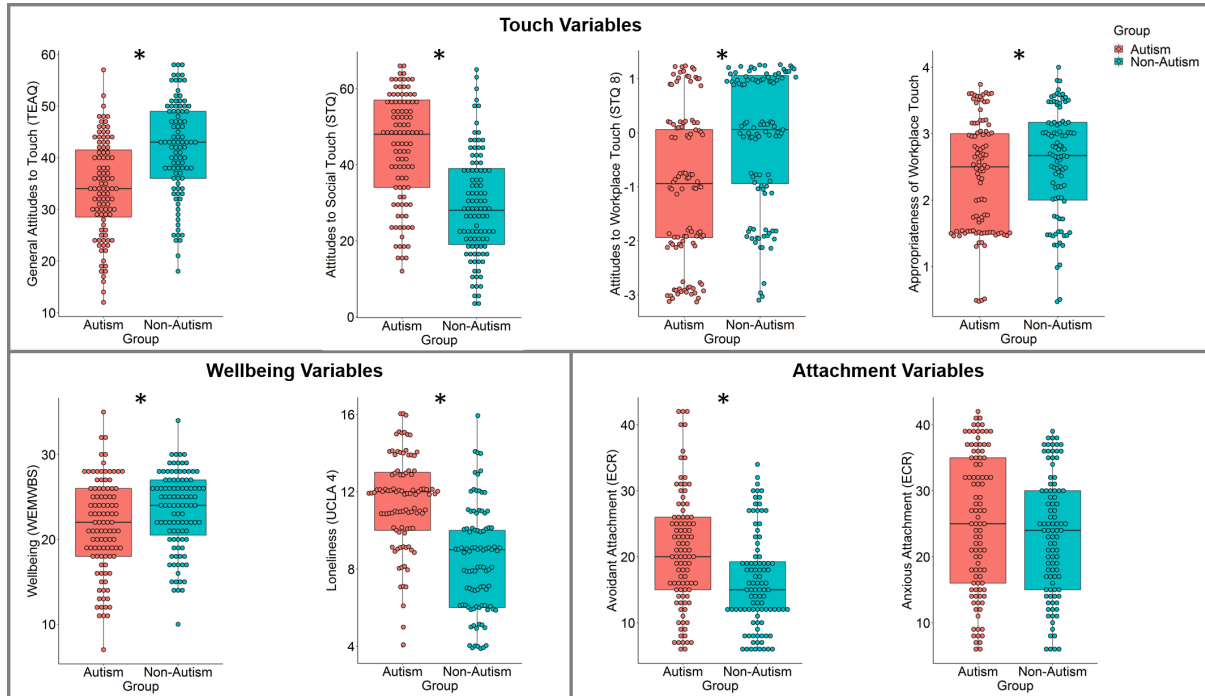 Touch Variables
Group
Autism
Non-Autism
*
*
*
*
General Attitudes to Touch (TEAQ)
60
50
40
30
20
10
Autism Non-Autism
Group
Attitudes to Social Touch (STQ)
60
40
20
0
Autism Non-Autism
Group
Attitudes to Workplace Touch (STQ 8)
1
0
-1
-2
-3
Autism Non-Autism
Group
Appropriateness of Workplace Touch
4
3
2
1
Autism Non-Autism
Group
Wellbeing Variables
*
*
Wellbeing (WEMWBS)
30
20
10
Autism Non-Autism
Group
Loneliness (UCLA 4)
16
12
8
4
Autism Non-Autism
Group
Attachment Variables
*
Avoidant Attachment (ECR)
40
30
20
10
Autism Non-Autism
Group
Anxious Attachment (ECR)
40
30
20
10
Autism Non-Autism
Group